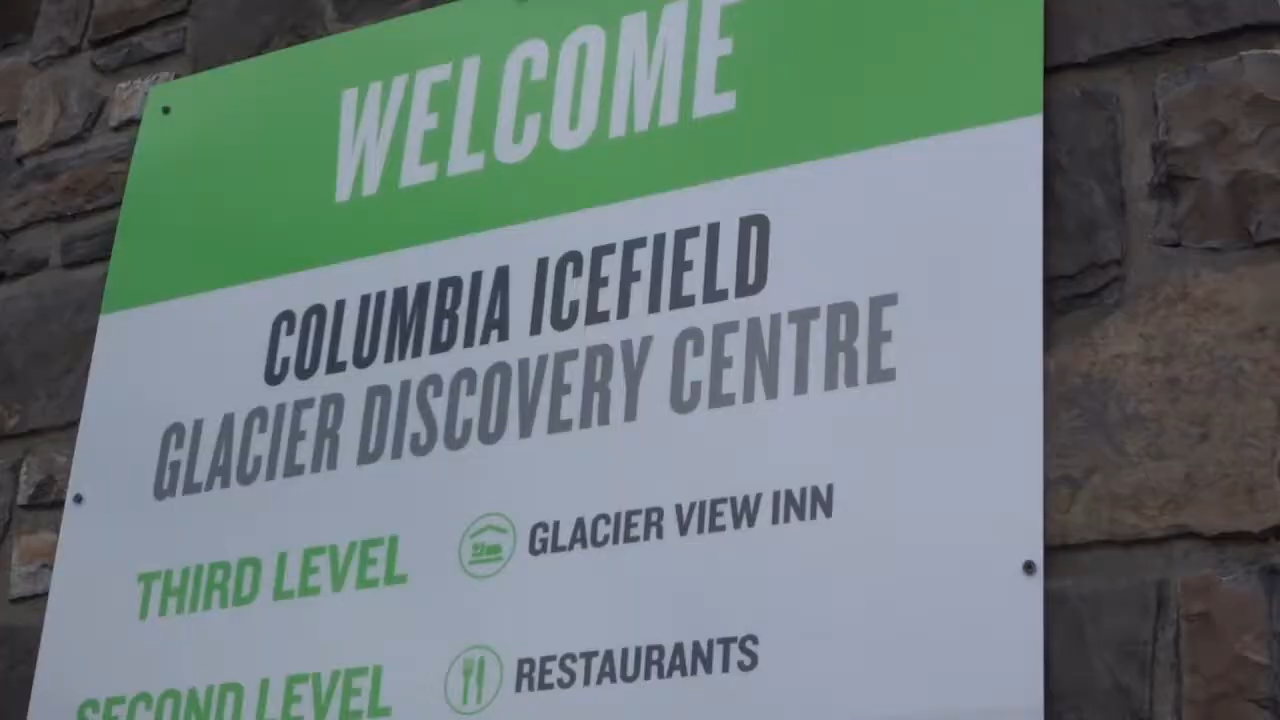 WELCOME
COLUMBIA ICEFIELD
GLACIER DISCOVERY CENTRE
THIRD LEVEL GLACIER VIEW INN
SECOND LEVEL RESTAURANTS